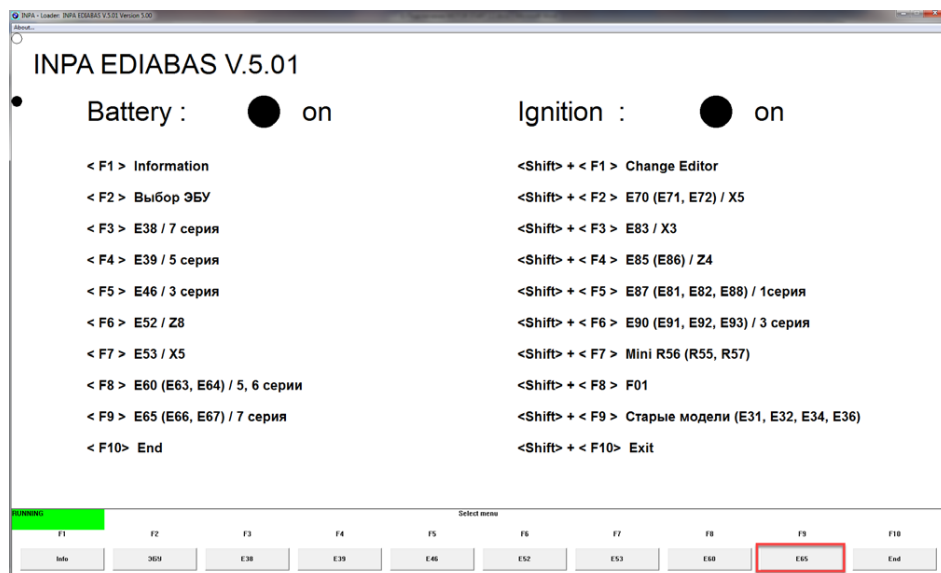 INPA - Loader: INPA EDIABAS V.5.01 Version 5.00
About...
INPA EDIABAS V.5.01
Battery : on Ignition : on
< F1 > Information <Shift> + < F1 > Change Editor
< F2 > Выбор ЭБУ <Shift> + < F2 > E70 (E71, E72) / X5
< F3 > E38 / 7 серия <Shift> + < F3 > E83 / X3
< F4 > E39 / 5 серия <Shift> + < F4 > E85 (E86) / Z4
< F5 > E46 / 3 серия <Shift> + < F5 > E87 (E81, E82, E88) / 1серия
< F6 > E52 / Z8 <Shift> + < F6 > E90 (E91, E92, E93) / 3 серия
< F7 > E53 / X5 <Shift> + < F7 > Mini R56 (R55, R57)
< F8 > E60 (E63, E64) / 5, 6 серии <Shift> + < F8 > F01
< F9 > E65 (E66, E67) / 7 серия <Shift> + < F9 > Старые модели (E31, E32, E34, E36)
< F10> End <Shift> + < F10> Exit
RUNNING Select menu
F1 F2 F3 F4 F5 F6 F7 F8 F9 F10
Info ЭБУ E38 E39 E46 E52 E53 E60 E65 End